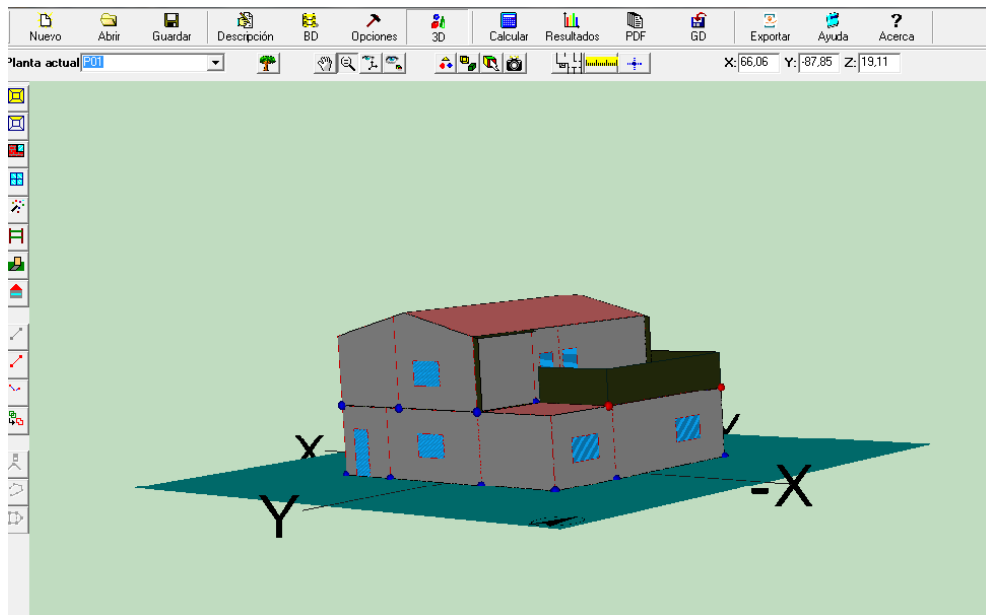 Nuevo Abrir Guardar Descripción BD Opciones 3D Calcular Resultados PDF GD Exportar Ayuda Acerca
Planta actual P01 X: 66,06 Y: -87,85 Z: 19,11
X
Y
-X